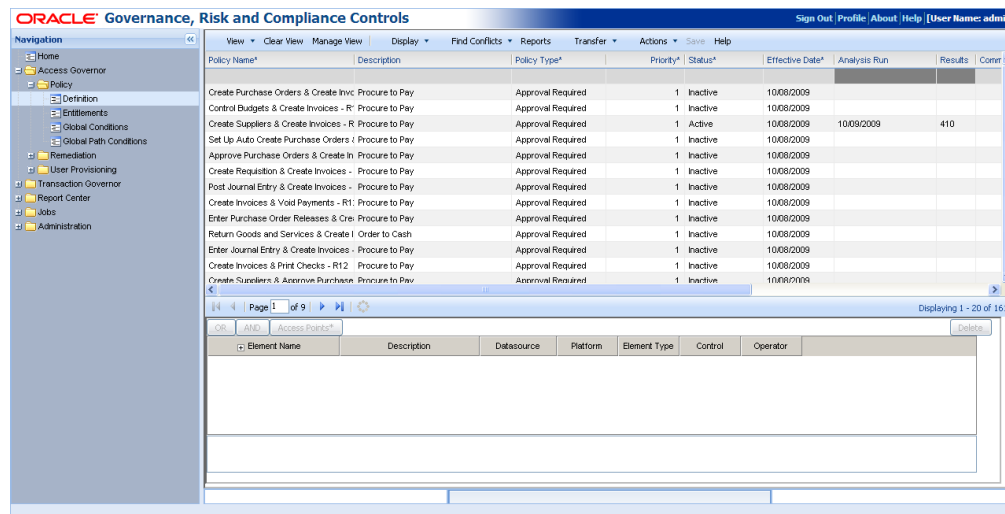 ORACLE Governance, Risk and Compliance Controls
Sign Out Profile About Help [User Name: admi
Navigation
Home
Access Governor
Policy
Definition
Entitlements
Global Conditions
Global Path Conditions
Remediation
User Provisioning
Transaction Governor
Report Center
Jobs
Administration
View Clear View Manage View Display Find Conflicts Reports Transfer Actions Save Help
Policy Name* Description Policy Type* Priority* Status* Effective Date* Analysis Run Results Comm
Create Purchase Orders & Create Invc Procure to Pay Approval Required 1 Inactive 10/08/2009
Control Budgets & Create Invoices - R Procure to Pay Approval Required 1 Inactive 10/08/2009
Create Suppliers & Create Invoices - R Procure to Pay Approval Required 1 Active 10/08/2009 10/09/2009 410
Set Up Auto Create Purchase Orders & Procure to Pay Approval Required 1 Inactive 10/08/2009
Approve Purchase Orders & Create In Procure to Pay Approval Required 1 Inactive 10/08/2009
Create Requisition & Create Invoices - Procure to Pay Approval Required 1 Inactive 10/08/2009
Post Journal Entry & Create Invoices - Procure to Pay Approval Required 1 Inactive 10/08/2009
Create Invoices & Void Payments - R1 Procure to Pay Approval Required 1 Inactive 10/08/2009
Enter Purchase Order Releases & Cre Procure to Pay Approval Required 1 Inactive 10/08/2009
Return Goods and Services & Create I Order to Cash Approval Required 1 Inactive 10/08/2009
Enter Journal Entry & Create Invoices - Procure to Pay Approval Required 1 Inactive 10/08/2009
Create Invoices & Print Checks - R12 Procure to Pay Approval Required 1 Inactive 10/08/2009
Create Suppliers & Approve Purchase Procure to Pay Approval Required 1 Inactive 10/08/2009
Page 1 of 9
Displaying 1 - 20 of 16
OR AND Access Points* Delete
Element Name Description Datasource Platform Element Type Control Operator